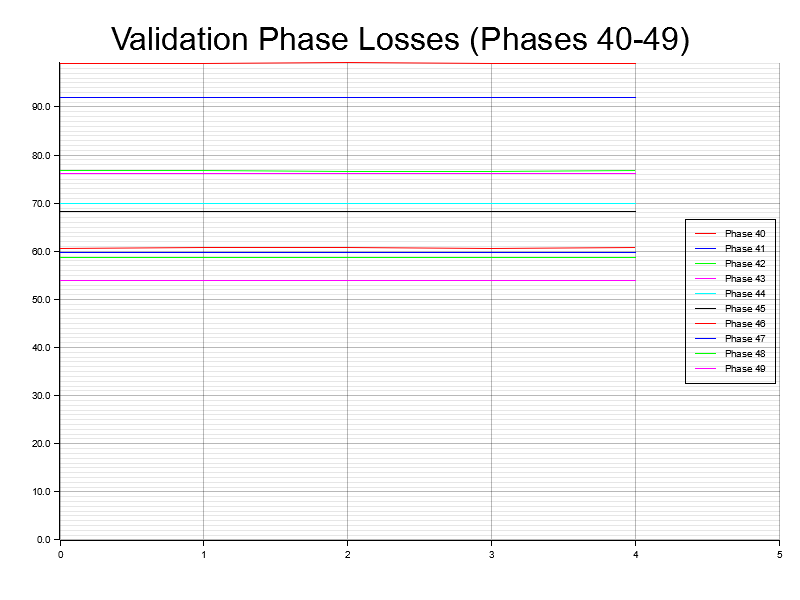 Validation Phase Losses (Phases 40-49)
90.0
80.0
70.0
60.0
50.0
40.0
30.0
20.0
10.0
0.0
0 1 2 3 4 5
Phase 40
Phase 41
Phase 42
Phase 43
Phase 44
Phase 45
Phase 46
Phase 47
Phase 48
Phase 49